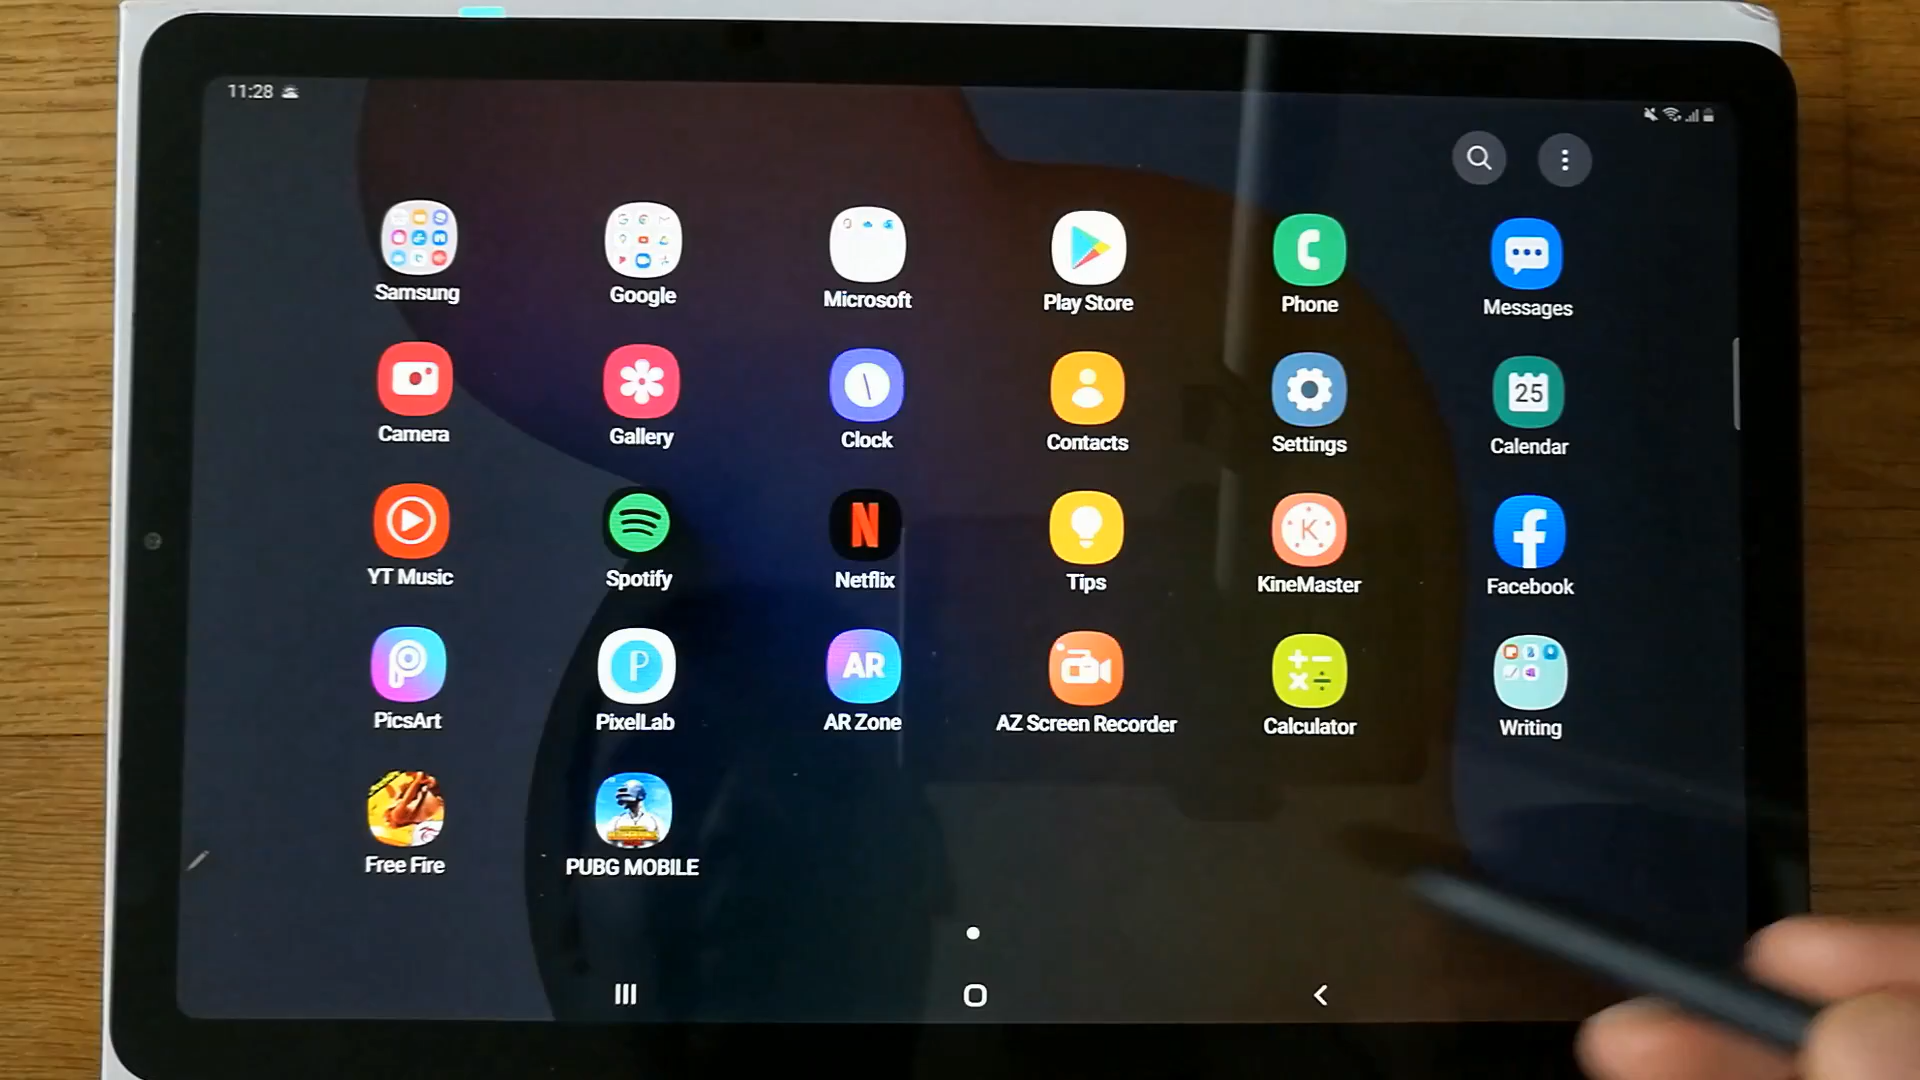 11:28
Samsung Google Microsoft Play Store Phone Messages
Camera Gallery Clock Contacts Settings 25 Calendar
YT Music Spotify N Netflix Tips K KineMaster f Facebook
PicsArt P PixelLab AR AR Zone AZ Screen Recorder Calculator Writing
Free Fire PUBG MOBILE